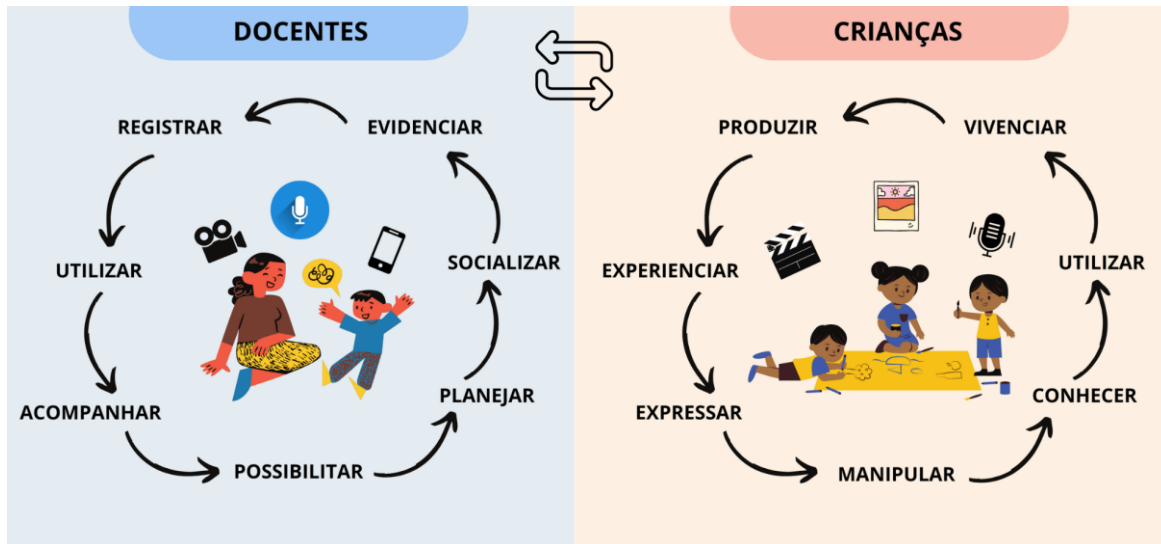 DOCENTES
REGISTRAR
EVIDENCIAR
UTILIZAR
SOCIALIZAR
ACOMPANHAR
PLANEJAR
POSSIBILITAR
CRIANÇAS
PRODUZIR
VIVENCIAR
EXPERIENCIAR
UTILIZAR
EXPRESSAR
CONHECER
MANIPULAR